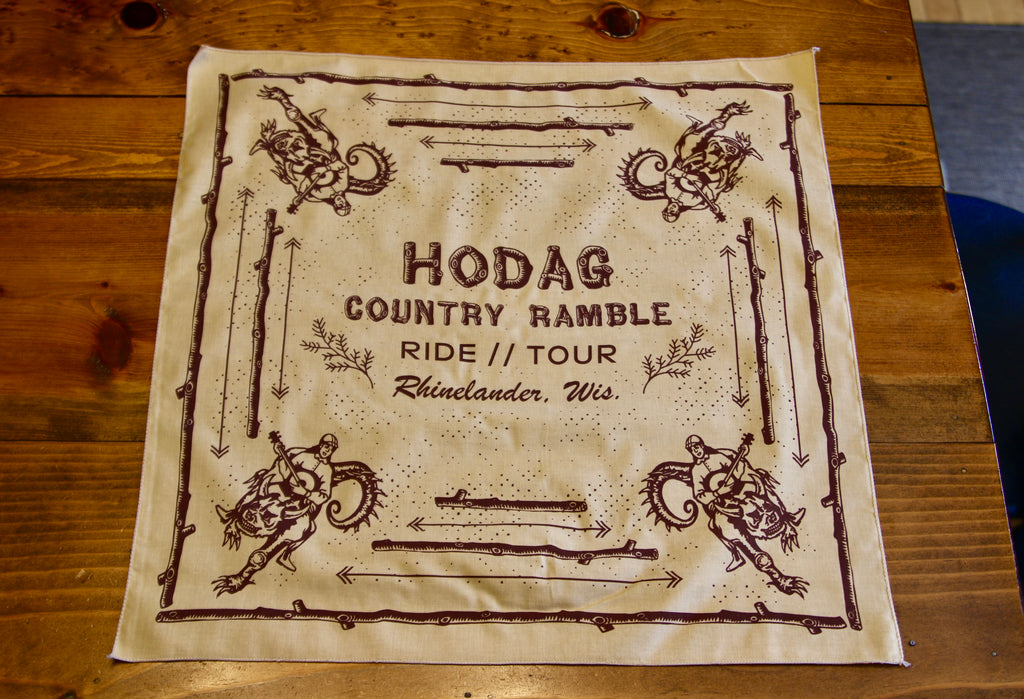 HODAG
COUNTRY RAMBLE
RIDE // TOUR
Rhinelander, Wis.